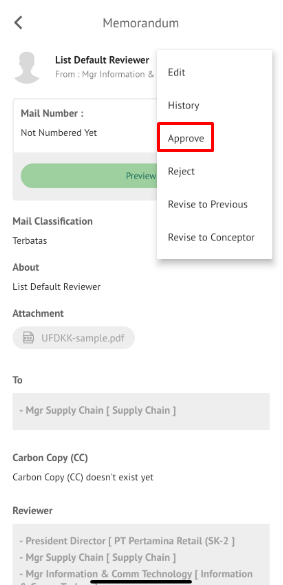 Memorandum
List Default Reviewer
From : Mgr Information &
Edit
History
Approve
Reject
Revise to Previous
Revise to Conceptor
Mail Number :
Not Numbered Yet
Preview
Mail Classification
Terbatas
About
List Default Reviewer
Attachment
UFDKK-sample.pdf
To
- Mgr Supply Chain [ Supply Chain ]
Carbon Copy (CC)
Carbon Copy (CC) doesn't exist yet
Reviewer
- President Director [ PT Pertamina Retail (SK-2 ]
- Mgr Supply Chain [ Supply Chain ]
- Mgr Information & Comm Technology [ Information